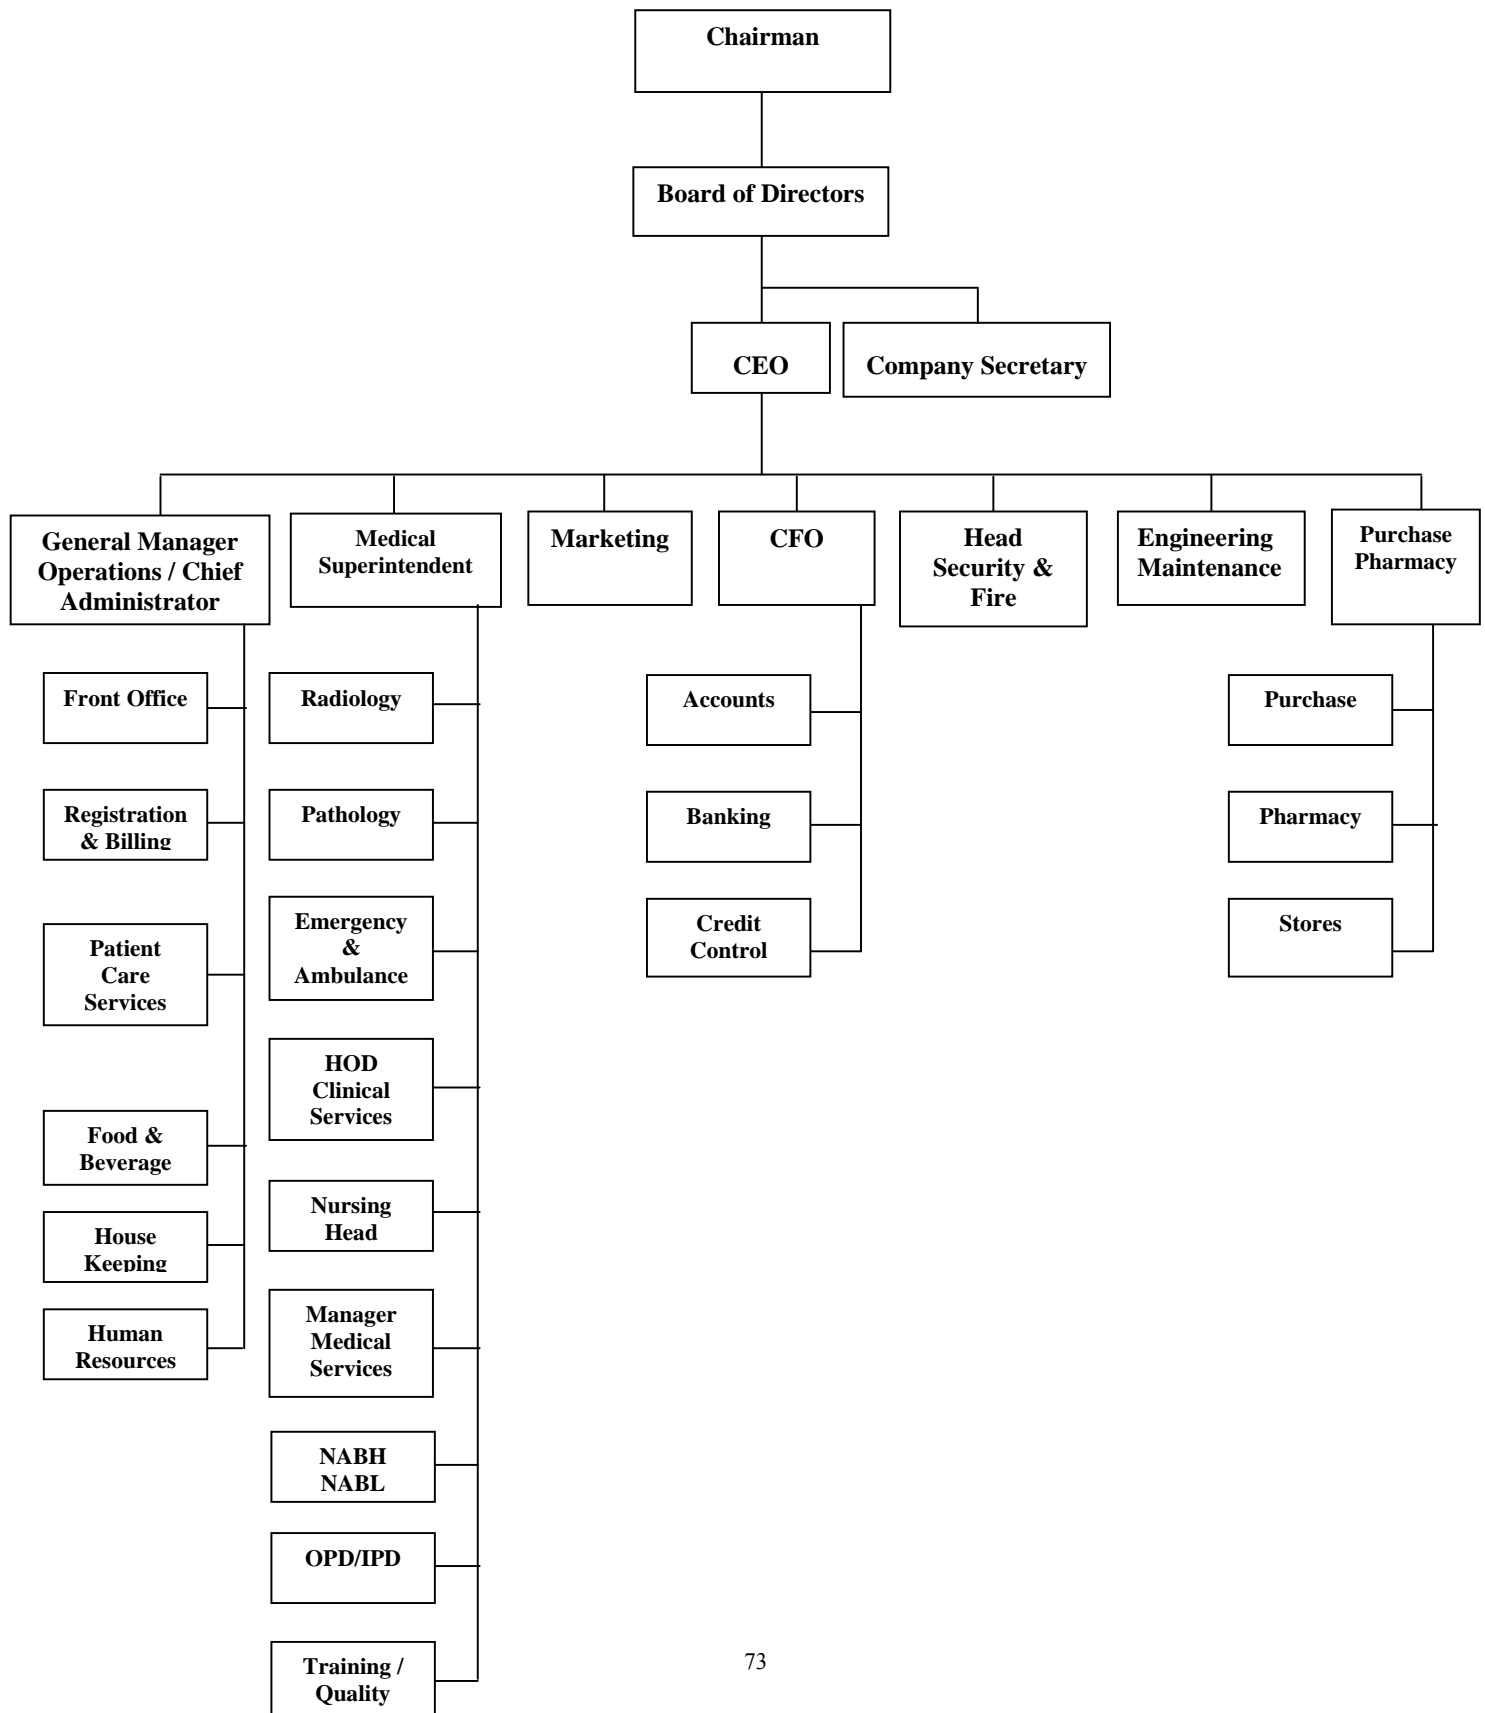 Chairman
Board of Directors
CEO
Company Secretary
General Manager
Operations / Chief
Administrator
Medical
Superintendent
Marketing
CFO
Head
Security &
Fire
Engineering
Maintenance
Purchase
Pharmacy
Front Office
Registration
& Billing
Patient
Care
Services
Food &
Beverage
House
Keeping
Human
Resources
Radiology
Pathology
Emergency
&
Ambulance
HOD
Clinical
Services
Nursing
Head
Manager
Medical
Services
NABH
NABL
OPD/IPD
Training /
Quality
Accounts
Banking
Credit
Control
Purchase
Pharmacy
Stores
73